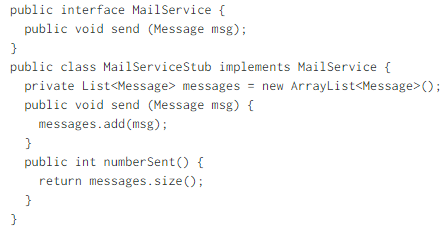 public interface MailService {
  public void send (Message msg);
}
public class MailServiceStub implements MailService {
  private List<Message> messages = new ArrayList<Message>();
  public void send (Message msg) {
    messages.add(msg);
  }
  public int numberSent() {
    return messages.size();
  }
}